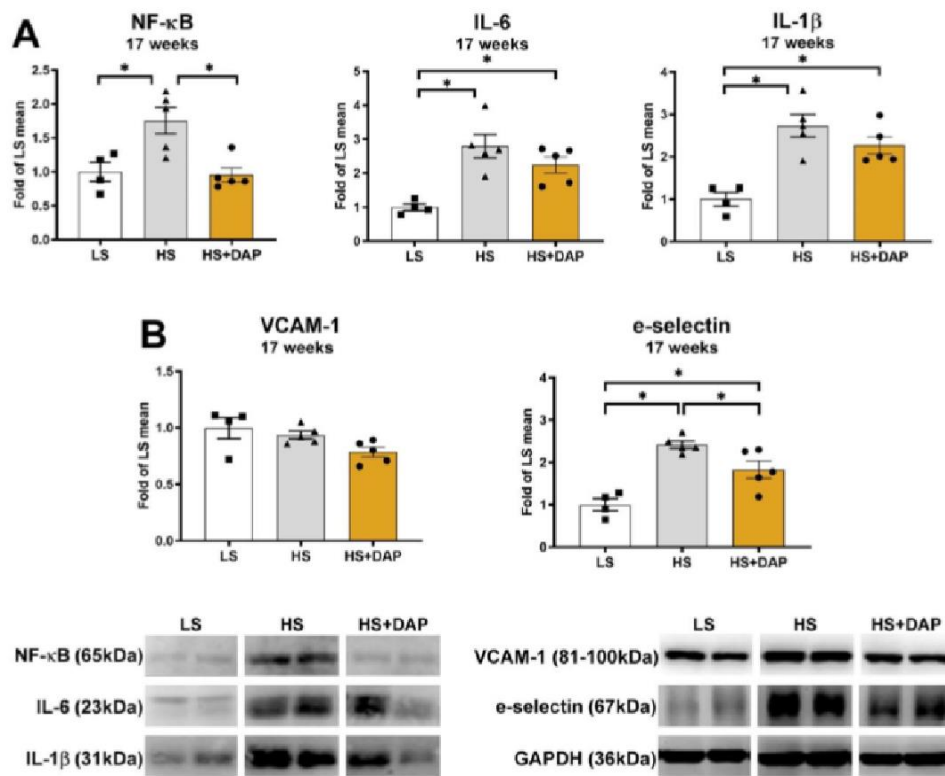 A
NF-κB
17 weeks
Fold of LS mean
2.5
2.0
1.5
1.0
0.5
0.0
*
*
LS
HS
HS+DAP
IL-6
17 weeks
Fold of LS mean
6
4
2
0
*
*
LS
HS
HS+DAP
IL-1β
17 weeks
Fold of LS mean
4
3
2
1
0
*
*
LS
HS
HS+DAP
B
VCAM-1
17 weeks
Fold of LS mean
1.5
1.0
0.5
0.0
LS
HS
HS+DAP
e-selectin
17 weeks
Fold of LS mean
4
3
2
1
0
*
*
*
LS
HS
HS+DAP
LS HS HS+DAP
NF-κB (65kDa)
IL-6 (23kDa)
IL-1β (31kDa)
LS HS HS+DAP
VCAM-1 (81-100kDa)
e-selectin (67kDa)
GAPDH (36kDa)